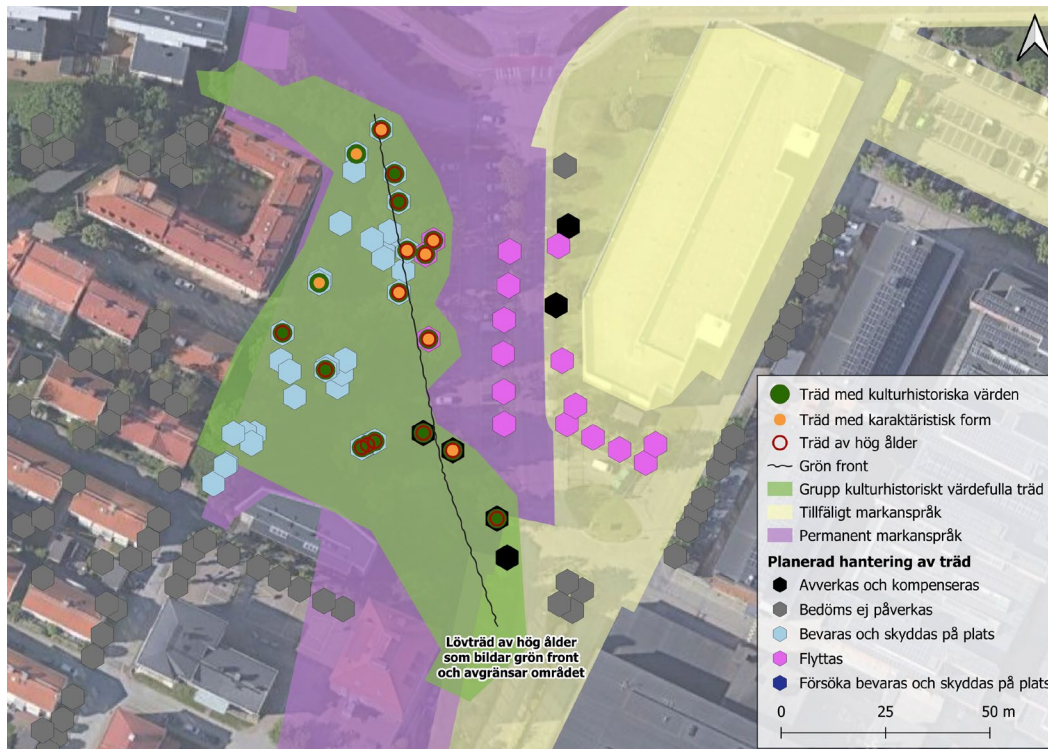 Träd med kulturhistoriska värden
Träd med karaktäristisk form
Träd av hög ålder
Grön front
Grupp kulturhistoriskt värdefulla träd
Tillfäligt markanspråk
Permanent markanspråk
Planerad hantering av träd
Avverkas och kompenseras
Bedöms ej påverkas
Bevaras och skyddas på plats
Flyttas
Försöka bevaras och skyddas på plats
0 25 50 m
Lövträd av hög ålder
som bildar grön front
och avgränsar området